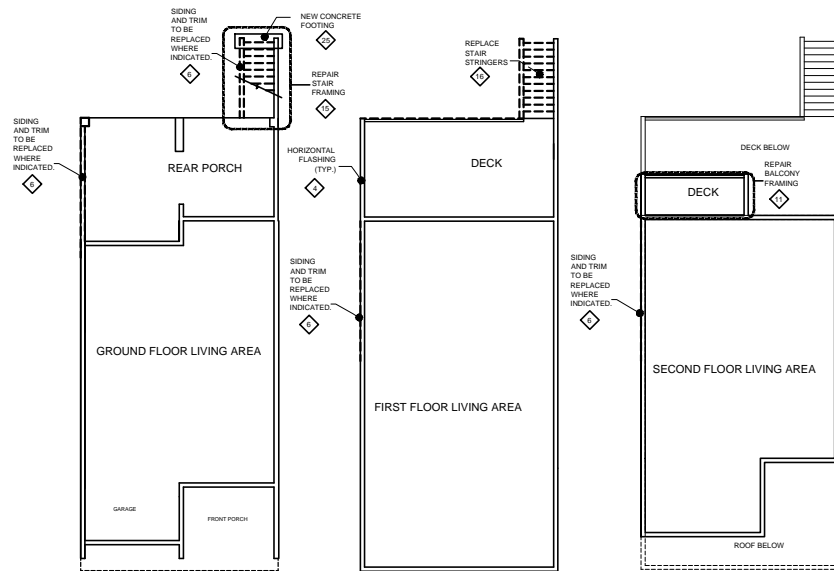 SIDING
AND TRIM
TO BE
REPLACED
WHERE
INDICATED.
6
NEW CONCRETE
FOOTING
25
REPAIR
STAIR
FRAMING
15
SIDING
AND TRIM
TO BE
REPLACED
WHERE
INDICATED.
6
REAR PORCH
GROUND FLOOR LIVING AREA
GARAGE
FRONT PORCH
REPLACE
STAIR
STRINGERS
16
HORIZONTAL
FLASHING
(TYP.)
4
DECK
SIDING
AND TRIM
TO BE
REPLACED
WHERE
INDICATED.
6
FIRST FLOOR LIVING AREA
DECK BELOW
REPAIR
BALCONY
FRAMING
11
DECK
SIDING
AND TRIM
TO BE
REPLACED
WHERE
INDICATED.
6
SECOND FLOOR LIVING AREA
ROOF BELOW